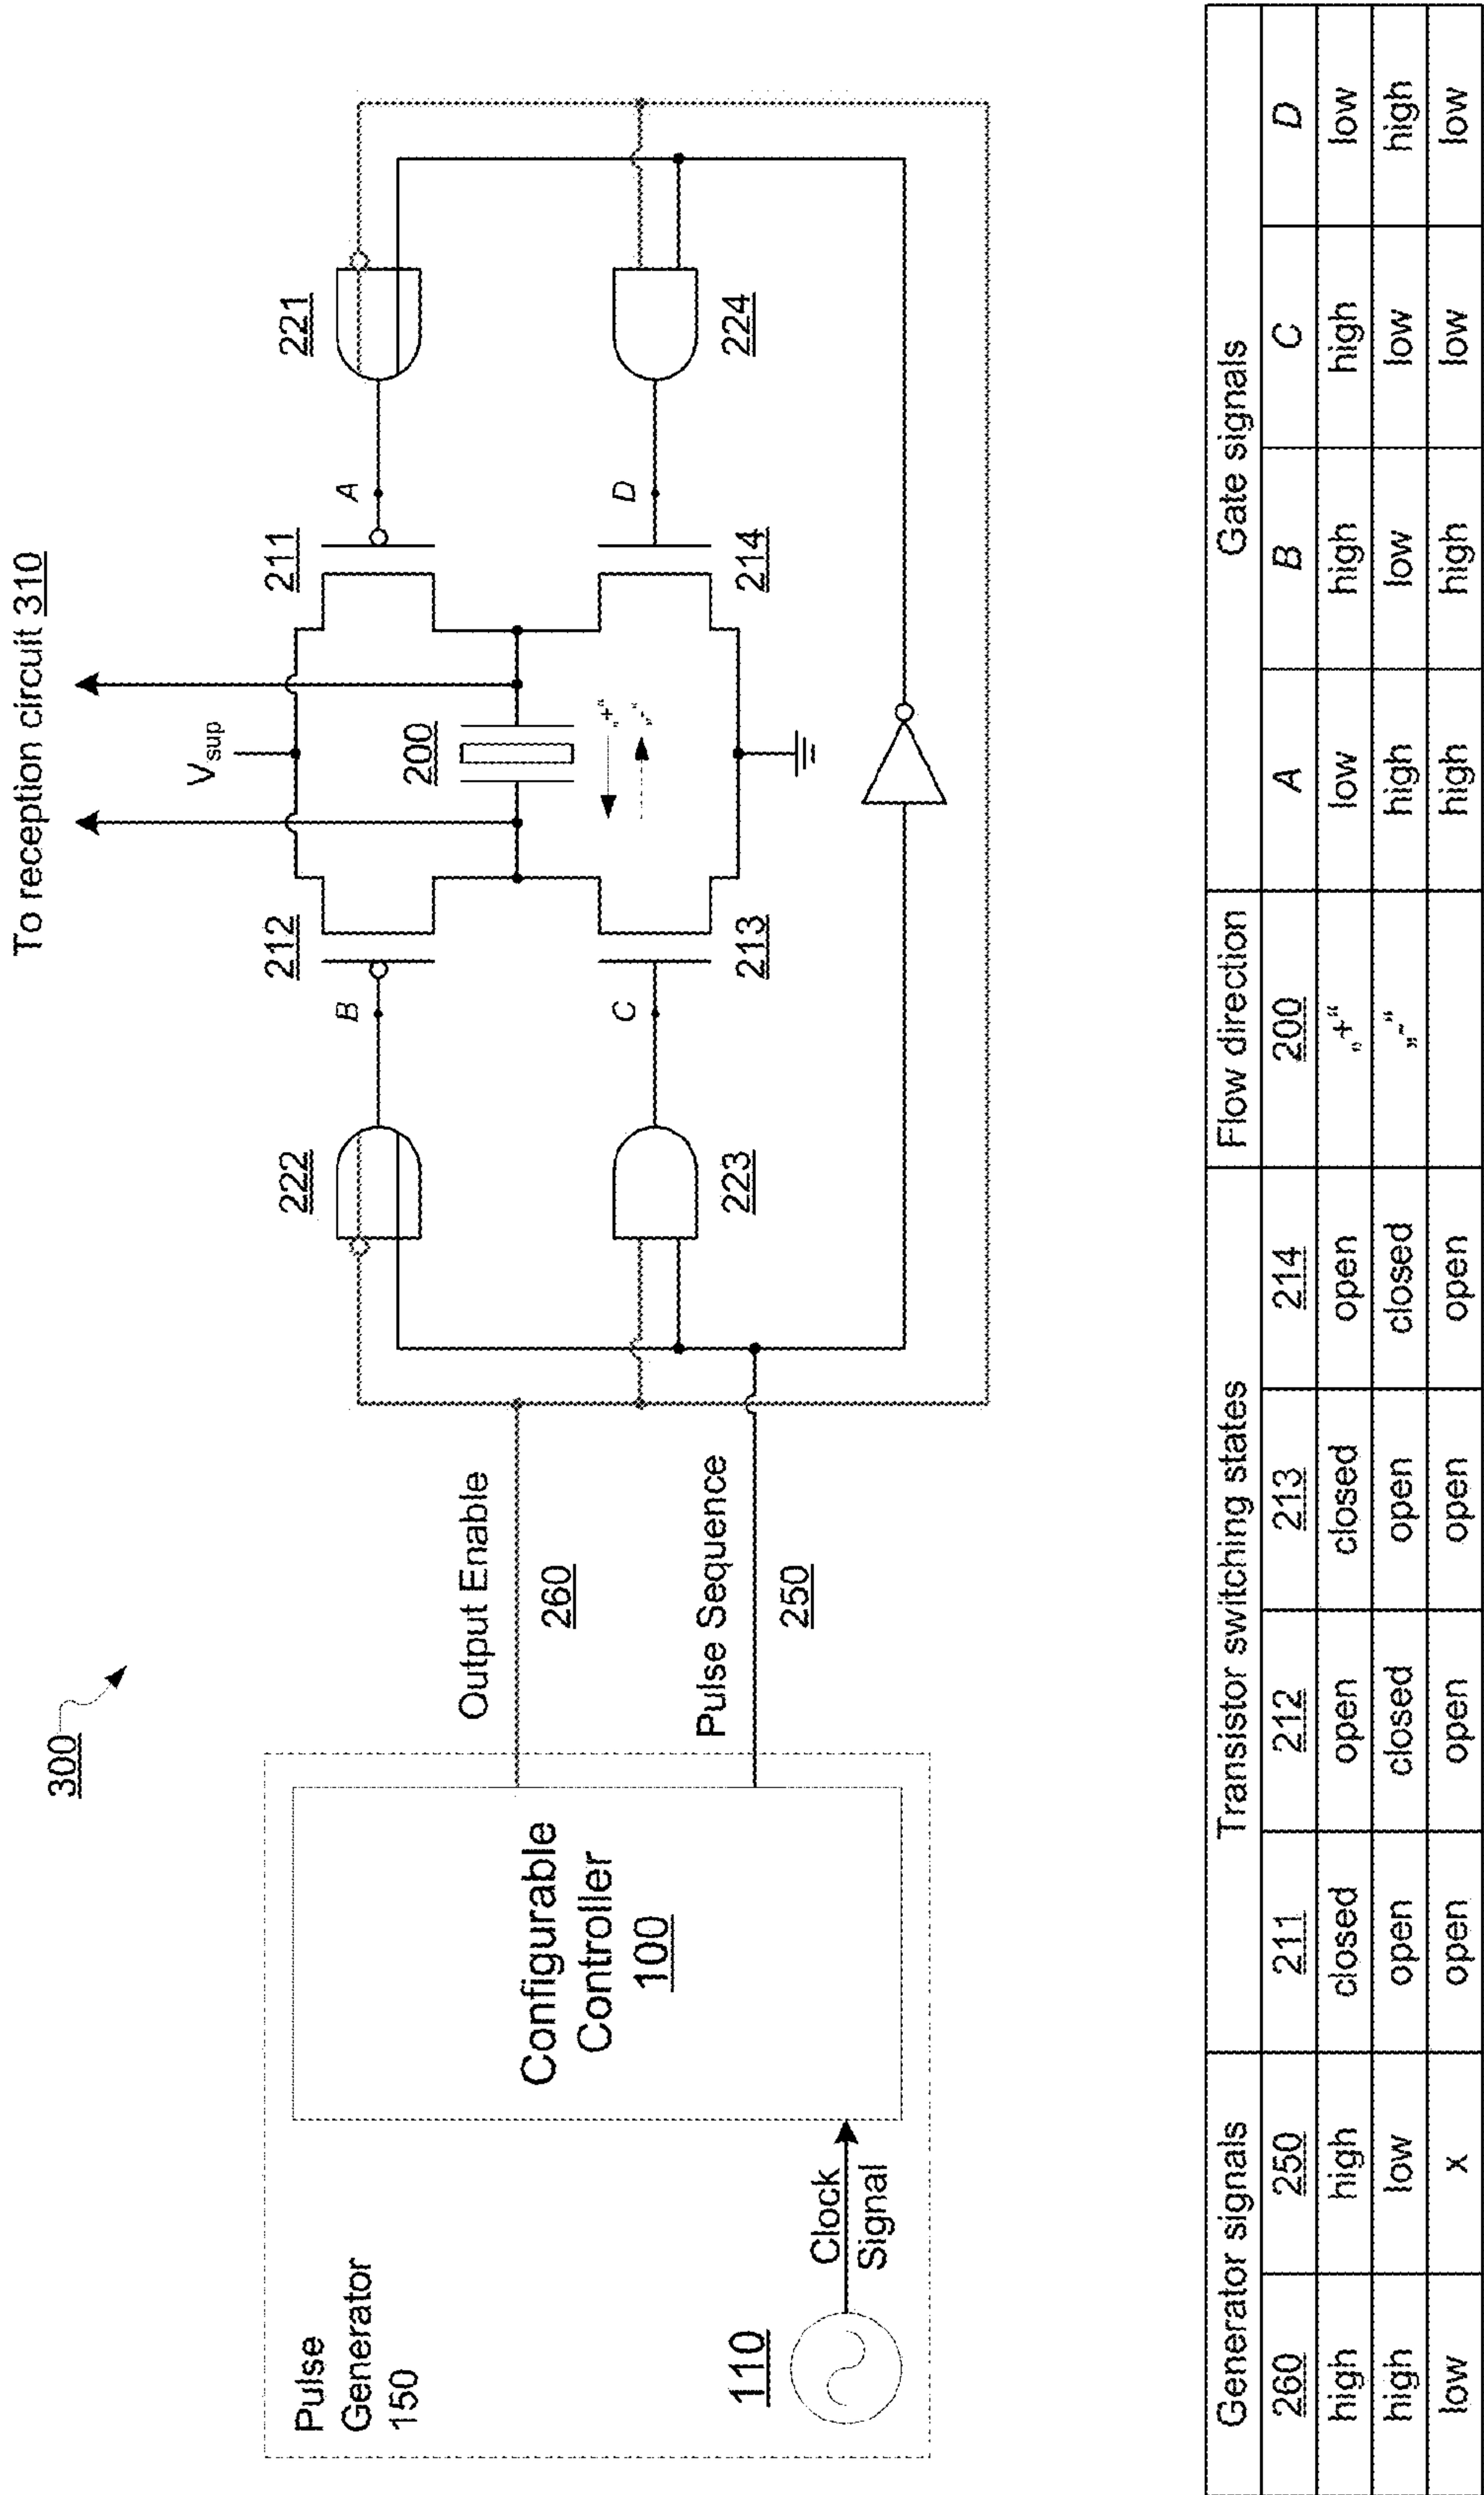 300
To reception circuit 310
Pulse
Generator
150
Configurable
Controller
100
110
Clock
Signal
Output Enable
260
Pulse Sequence
250
222
223
B
C
212
213
Vsup
200
„+“
„-“
211
214
A
D
221
224
Generator signals Transistor switching states Flow direction Gate signals
260 250 211 212 213 214 200 A B C D
high high closed open closed open „+“ low high high low
high low open closed open closed „-“ high low low high
low x open open open open high high low low